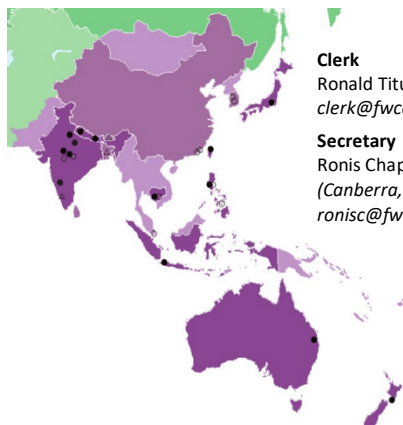 Clerk
Ronald Titu
clerk@fwc
Secretary
Ronis Chap
(Canberra,
ronisc@fw